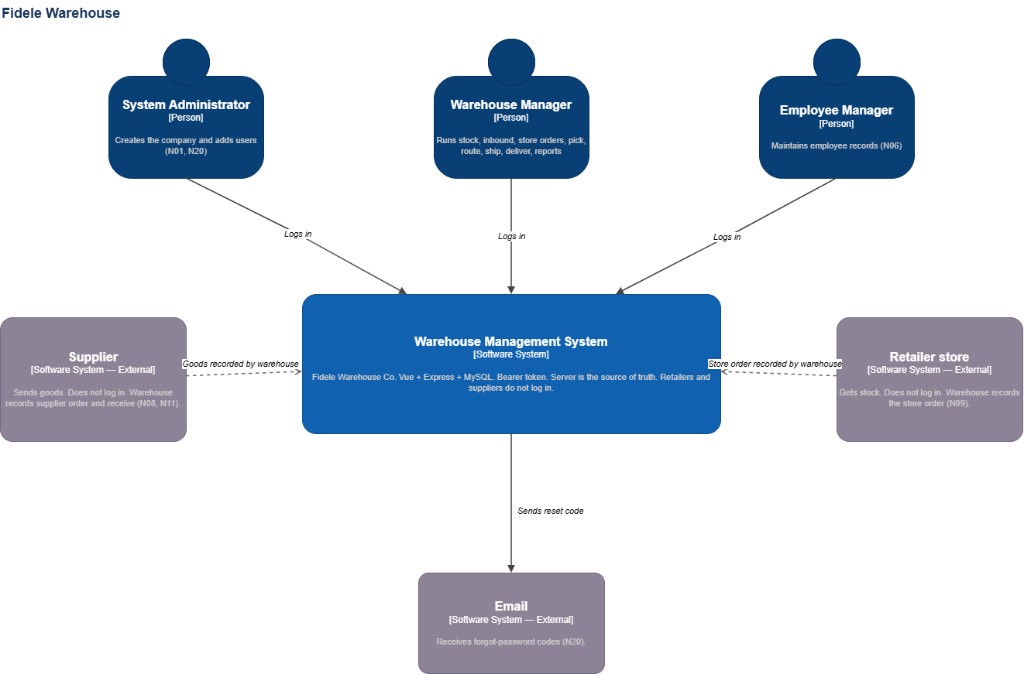 Fidele Warehouse
System Administrator
[Person]
Creates the company and adds users
(N01, N20)
Warehouse Manager
[Person]
Runs stock, inbound, store orders, pick,
route, ship, deliver, reports
Employee Manager
[Person]
Maintains employee records (N06)
Logs in
Logs in
Logs in
Supplier
[Software System — External]
Sends goods. Does not log in. Warehouse
records supplier order and receive (N08, N11).
Goods recorded by warehouse
Warehouse Management System
[Software System]
Fidele Warehouse Co. Vue + Express + MySQL. Bearer token. Server is the source of truth. Retailers and
suppliers do not log in.
Store order recorded by warehouse
Retailer store
[Software System — External]
Gets stock. Does not log in. Warehouse records
the store order (N09).
Sends reset code
Email
[Software System — External]
Receives forgot-password codes (N20).